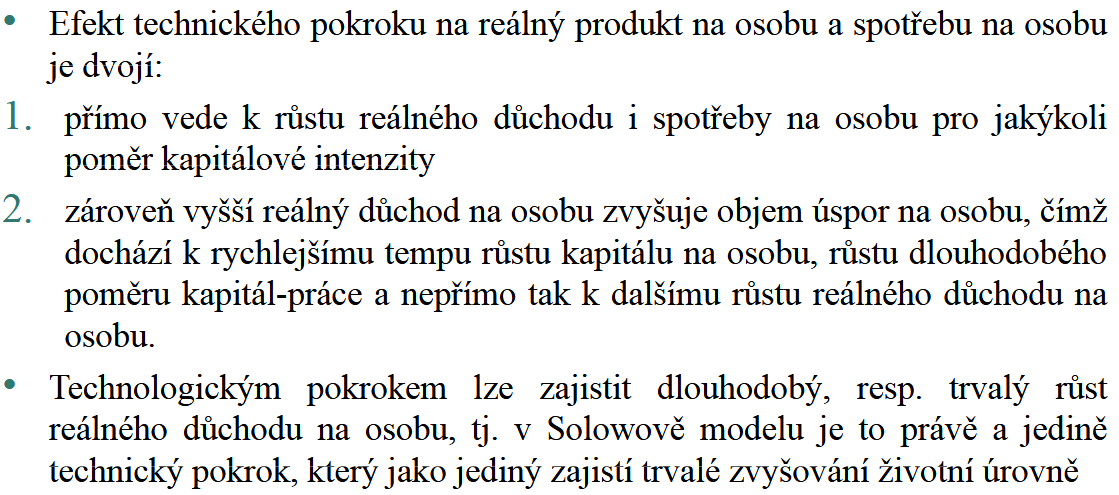 • Efekt technického pokroku na reálný produkt na osobu a spotřebu na osobu
je dvojí:
1. přímo vede k růstu reálného důchodu i spotřeby na osobu pro jakýkoli
poměr kapitálové intenzity
2. zároveň vyšší reálný důchod na osobu zvyšuje objem úspor na osobu, čímž
dochází k rychlejšímu tempu růstu kapitálu na osobu, růstu dlouhodobého
poměru kapitál-práce a nepřímo tak k dalšímu růstu reálného důchodu na
osobu.
• Technologickým pokrokem lze zajistit dlouhodobý, resp. trvalý růst
reálného důchodu na osobu, tj. v Solowově modelu je to právě a jedině
technický pokrok, který jako jediný zajistí trvalé zvyšování životní úrovně